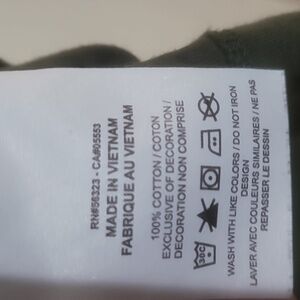 RN#56323 - CA#05553
MADE IN VIETNAM
FABRIQUE AU VIETNAM
100% COTTON / COTON
EXCLUSIVE OF DECORATION /
DECORATION NON COMPRISE
30C
WASH WITH LIKE COLORS / DO NOT IRON
DESIGN
LAVER AVEC COULEURS SIMILAIRES / NE PAS
REPASSER LE DESSIN